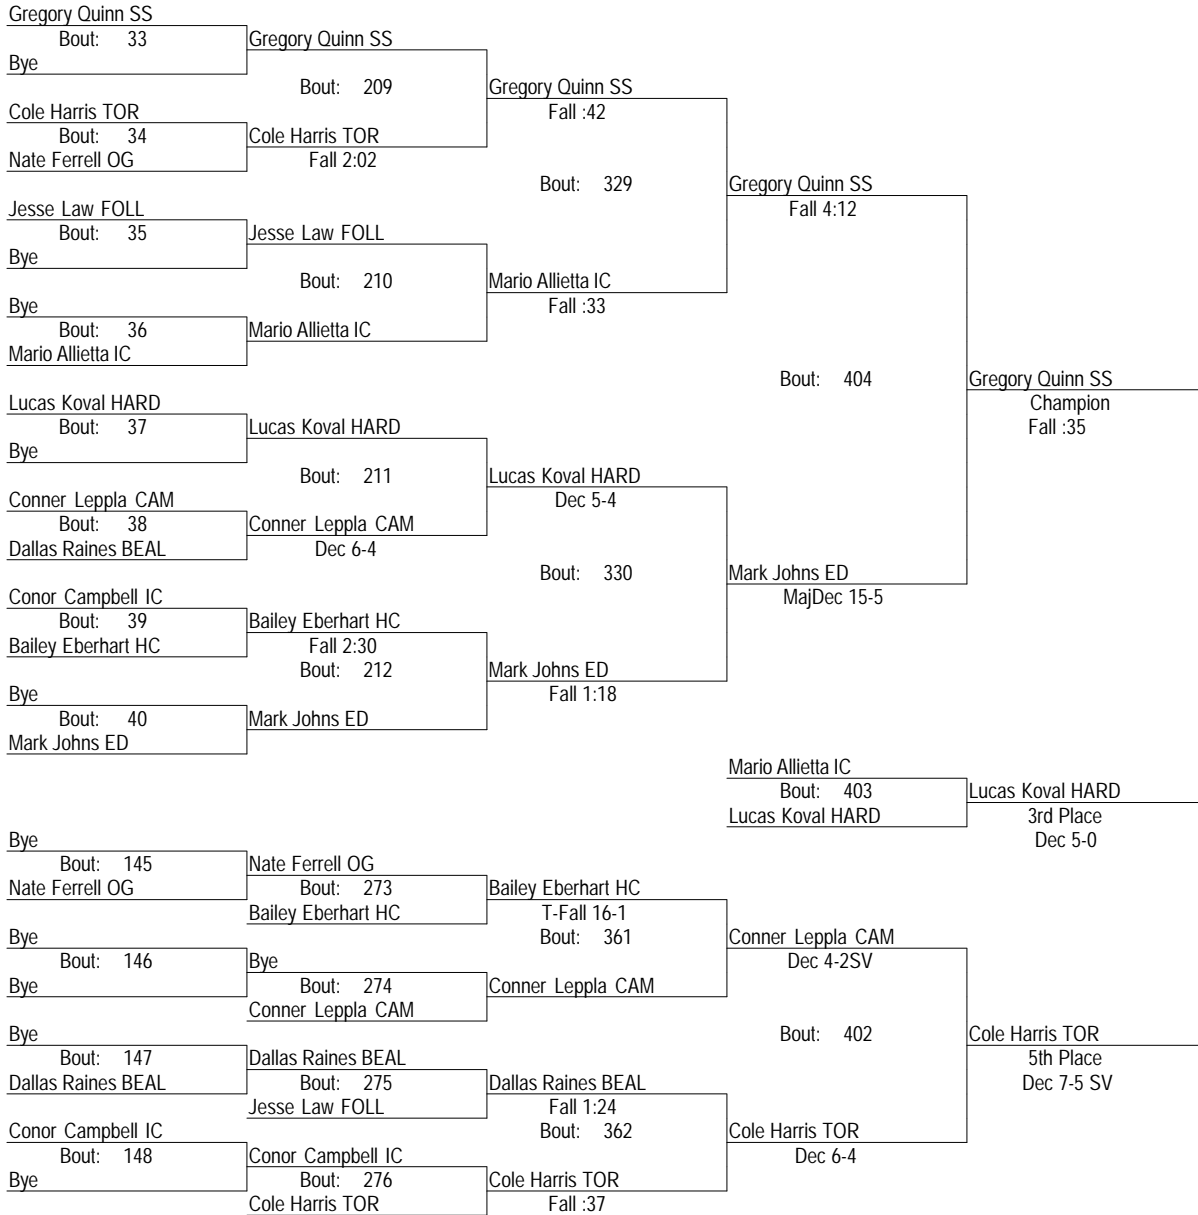 Gregory Quinn SS
Bout: 33
Gregory Quinn SS
Bye
Bout: 209
Gregory Quinn SS
Cole Harris TOR
Fall :42
Bout: 34
Cole Harris TOR
Nate Ferrell OG
Fall 2:02
Bout: 329
Gregory Quinn SS
Jesse Law FOLL
Fall 4:12
Bout: 35
Jesse Law FOLL
Bye
Bout: 210
Mario Allietta IC
Bye
Fall :33
Bout: 36
Mario Allietta IC
Mario Allietta IC
Bout: 404
Gregory Quinn SS
Lucas Koval HARD
Champion
Bout: 37
Lucas Koval HARD
Fall :35
Bye
Bout: 211
Lucas Koval HARD
Conner Leppla CAM
Dec 5-4
Bout: 38
Conner Leppla CAM
Dallas Raines BEAL
Dec 6-4
Bout: 330
Mark Johns ED
Conor Campbell IC
MajDec 15-5
Bout: 39
Bailey Eberhart HC
Bailey Eberhart HC
Fall 2:30
Bout: 212
Mark Johns ED
Bye
Fall 1:18
Bout: 40
Mark Johns ED
Mark Johns ED
Mario Allietta IC
Bout: 403
Lucas Koval HARD
Lucas Koval HARD
3rd Place
Dec 5-0
Bye
Bout: 145
Nate Ferrell OG
Nate Ferrell OG
Bout: 273
Bailey Eberhart HC
Bailey Eberhart HC
T-Fall 16-1
Bye
Bout: 361
Conner Leppla CAM
Bout: 146
Bye
Dec 4-2SV
Bye
Bout: 274
Conner Leppla CAM
Conner Leppla CAM
Bye
Bout: 402
Cole Harris TOR
Bout: 147
Dallas Raines BEAL
5th Place
Dallas Raines BEAL
Bout: 275
Dallas Raines BEAL
Dec 7-5 SV
Jesse Law FOLL
Fall 1:24
Conor Campbell IC
Bout: 362
Cole Harris TOR
Bout: 148
Conor Campbell IC
Dec 6-4
Bye
Bout: 276
Cole Harris TOR
Cole Harris TOR
Fall :37